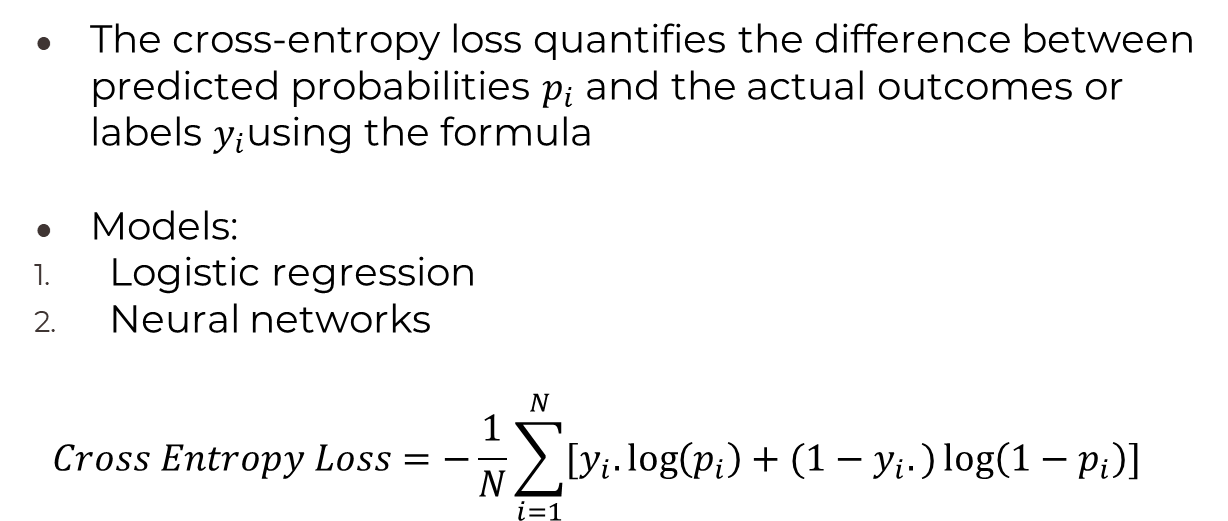 • The cross-entropy loss quantifies the difference between
predicted probabilities pᵢ and the actual outcomes or
labels yᵢusing the formula
• Models:
1. Logistic regression
2. Neural networks
Cross Entropy Loss = −1/N ∑_{i=1}^{N} [yᵢ.log(pᵢ) + (1 − yᵢ.) log(1 − pᵢ)]